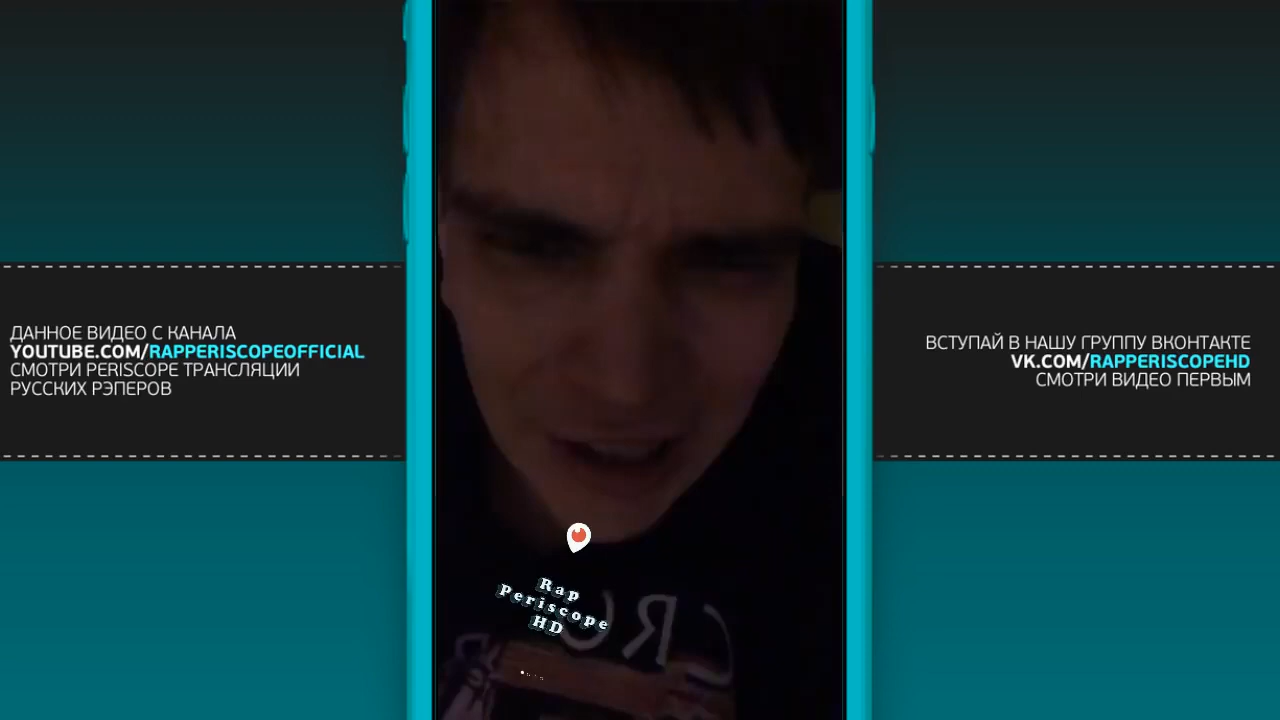 ДАННОЕ ВИДЕО С КАНАЛА
YOUTUBE.COM/RAPPERISCOPEOFFICIAL
СМОТРИ PERISCOPE ТРАНСЛЯЦИИ
РУССКИХ РЭПЕРОВ
ВСТУПАЙ В НАШУ ГРУППУ ВКОНТАКТЕ
VK.COM/RAPPERISCOPEHD
СМОТРИ ВИДЕО ПЕРВЫМ
Rap
Periscope
HD